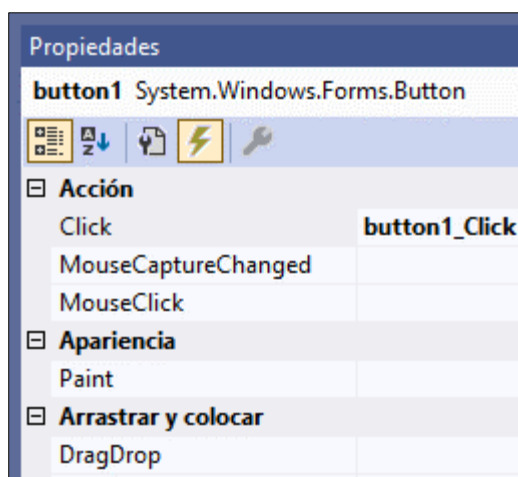 Propiedades
button1 System.Windows.Forms.Button
Acción
Click button1_Click
MouseCaptureChanged
MouseClick
Apariencia
Paint
Arrastrar y colocar
DragDrop